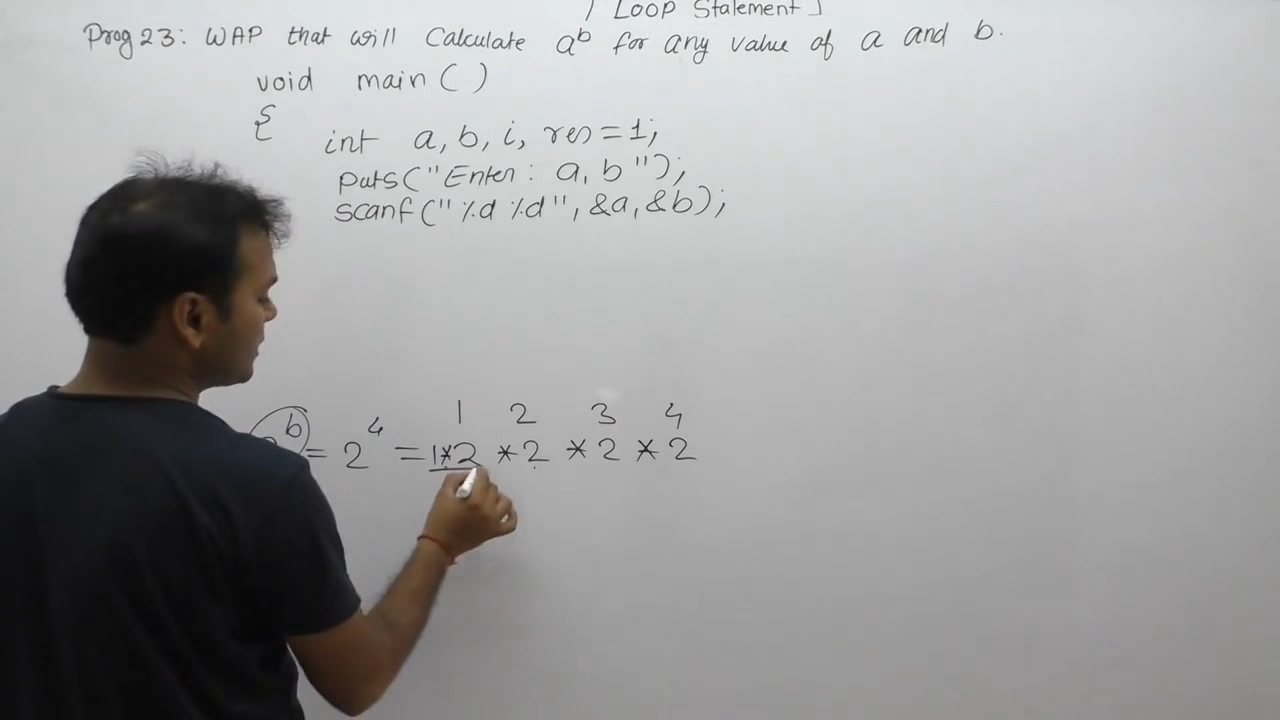 [ Loop Statement ]
Prog 23: WAP that will Calculate a^b for any value of a and b.
void main ( )
{
int a, b, i, res = 1;
puts("Enter: a, b");
scanf("%d %d", &a, &b);
1 2 3 4
b = 2^4 = 1*2 * 2 * 2 * 2